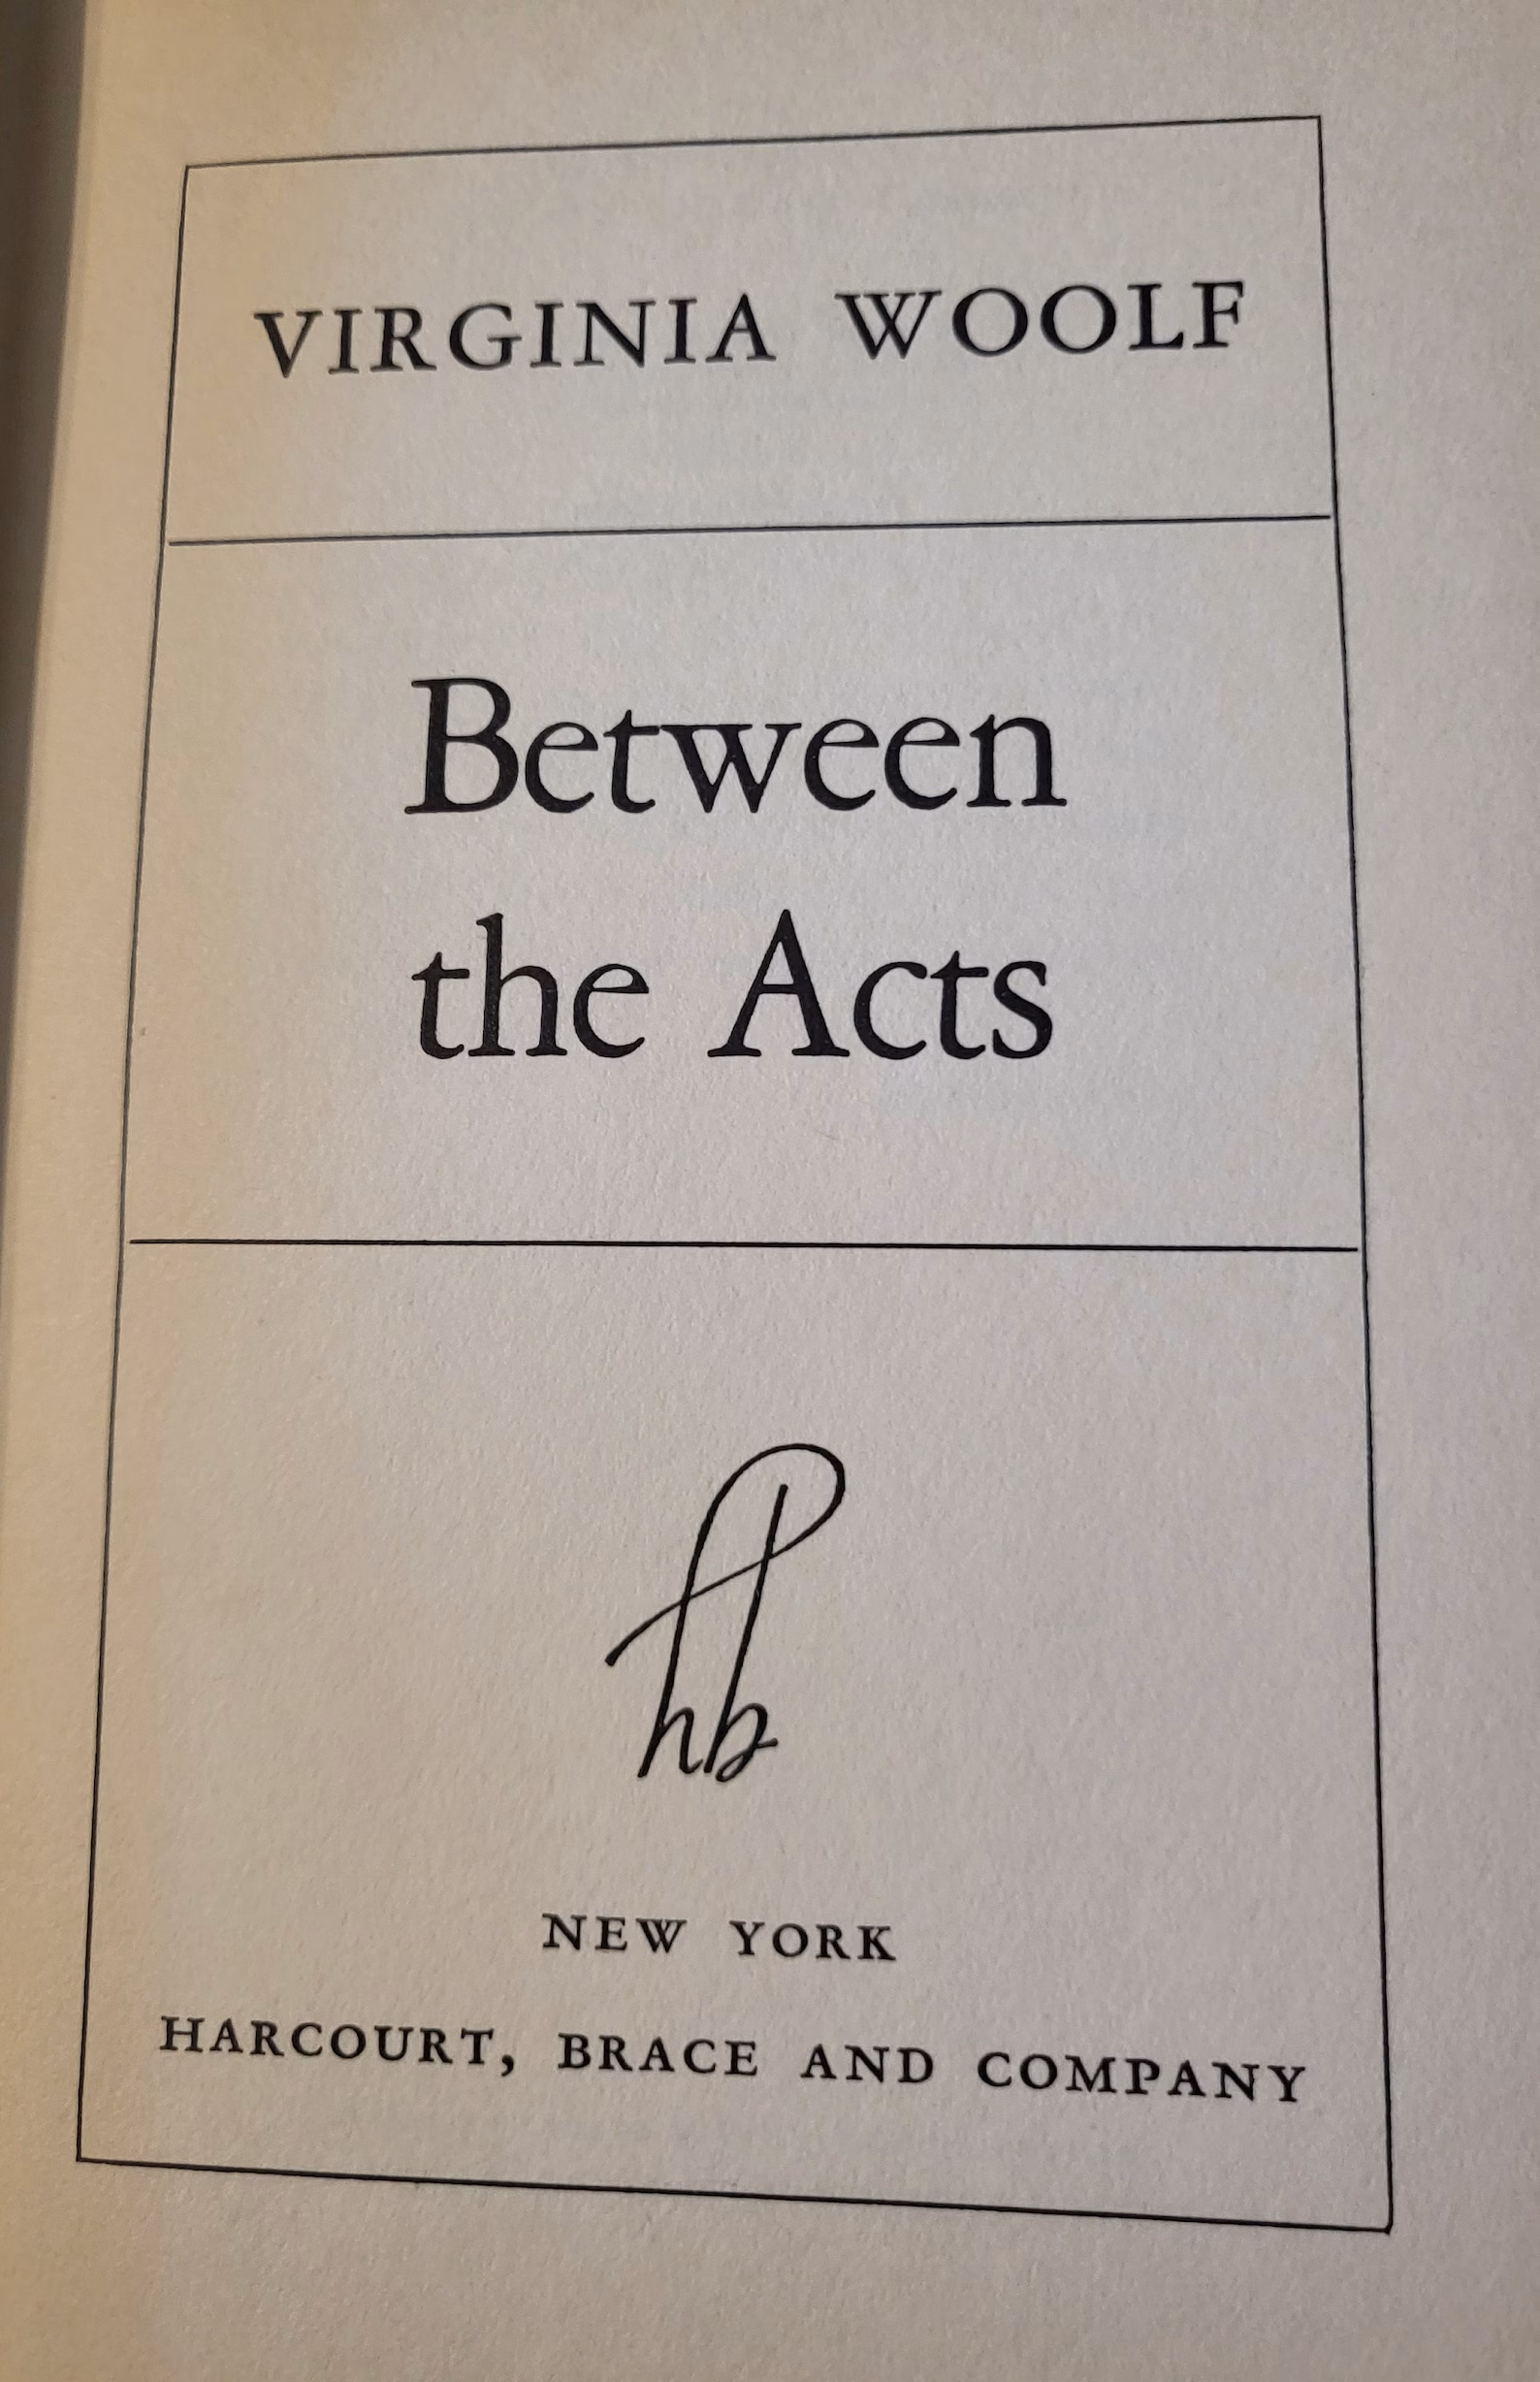 VIRGINIA WOOLF
Between
the Acts
hb
NEW YORK
HARCOURT, BRACE AND COMPANY